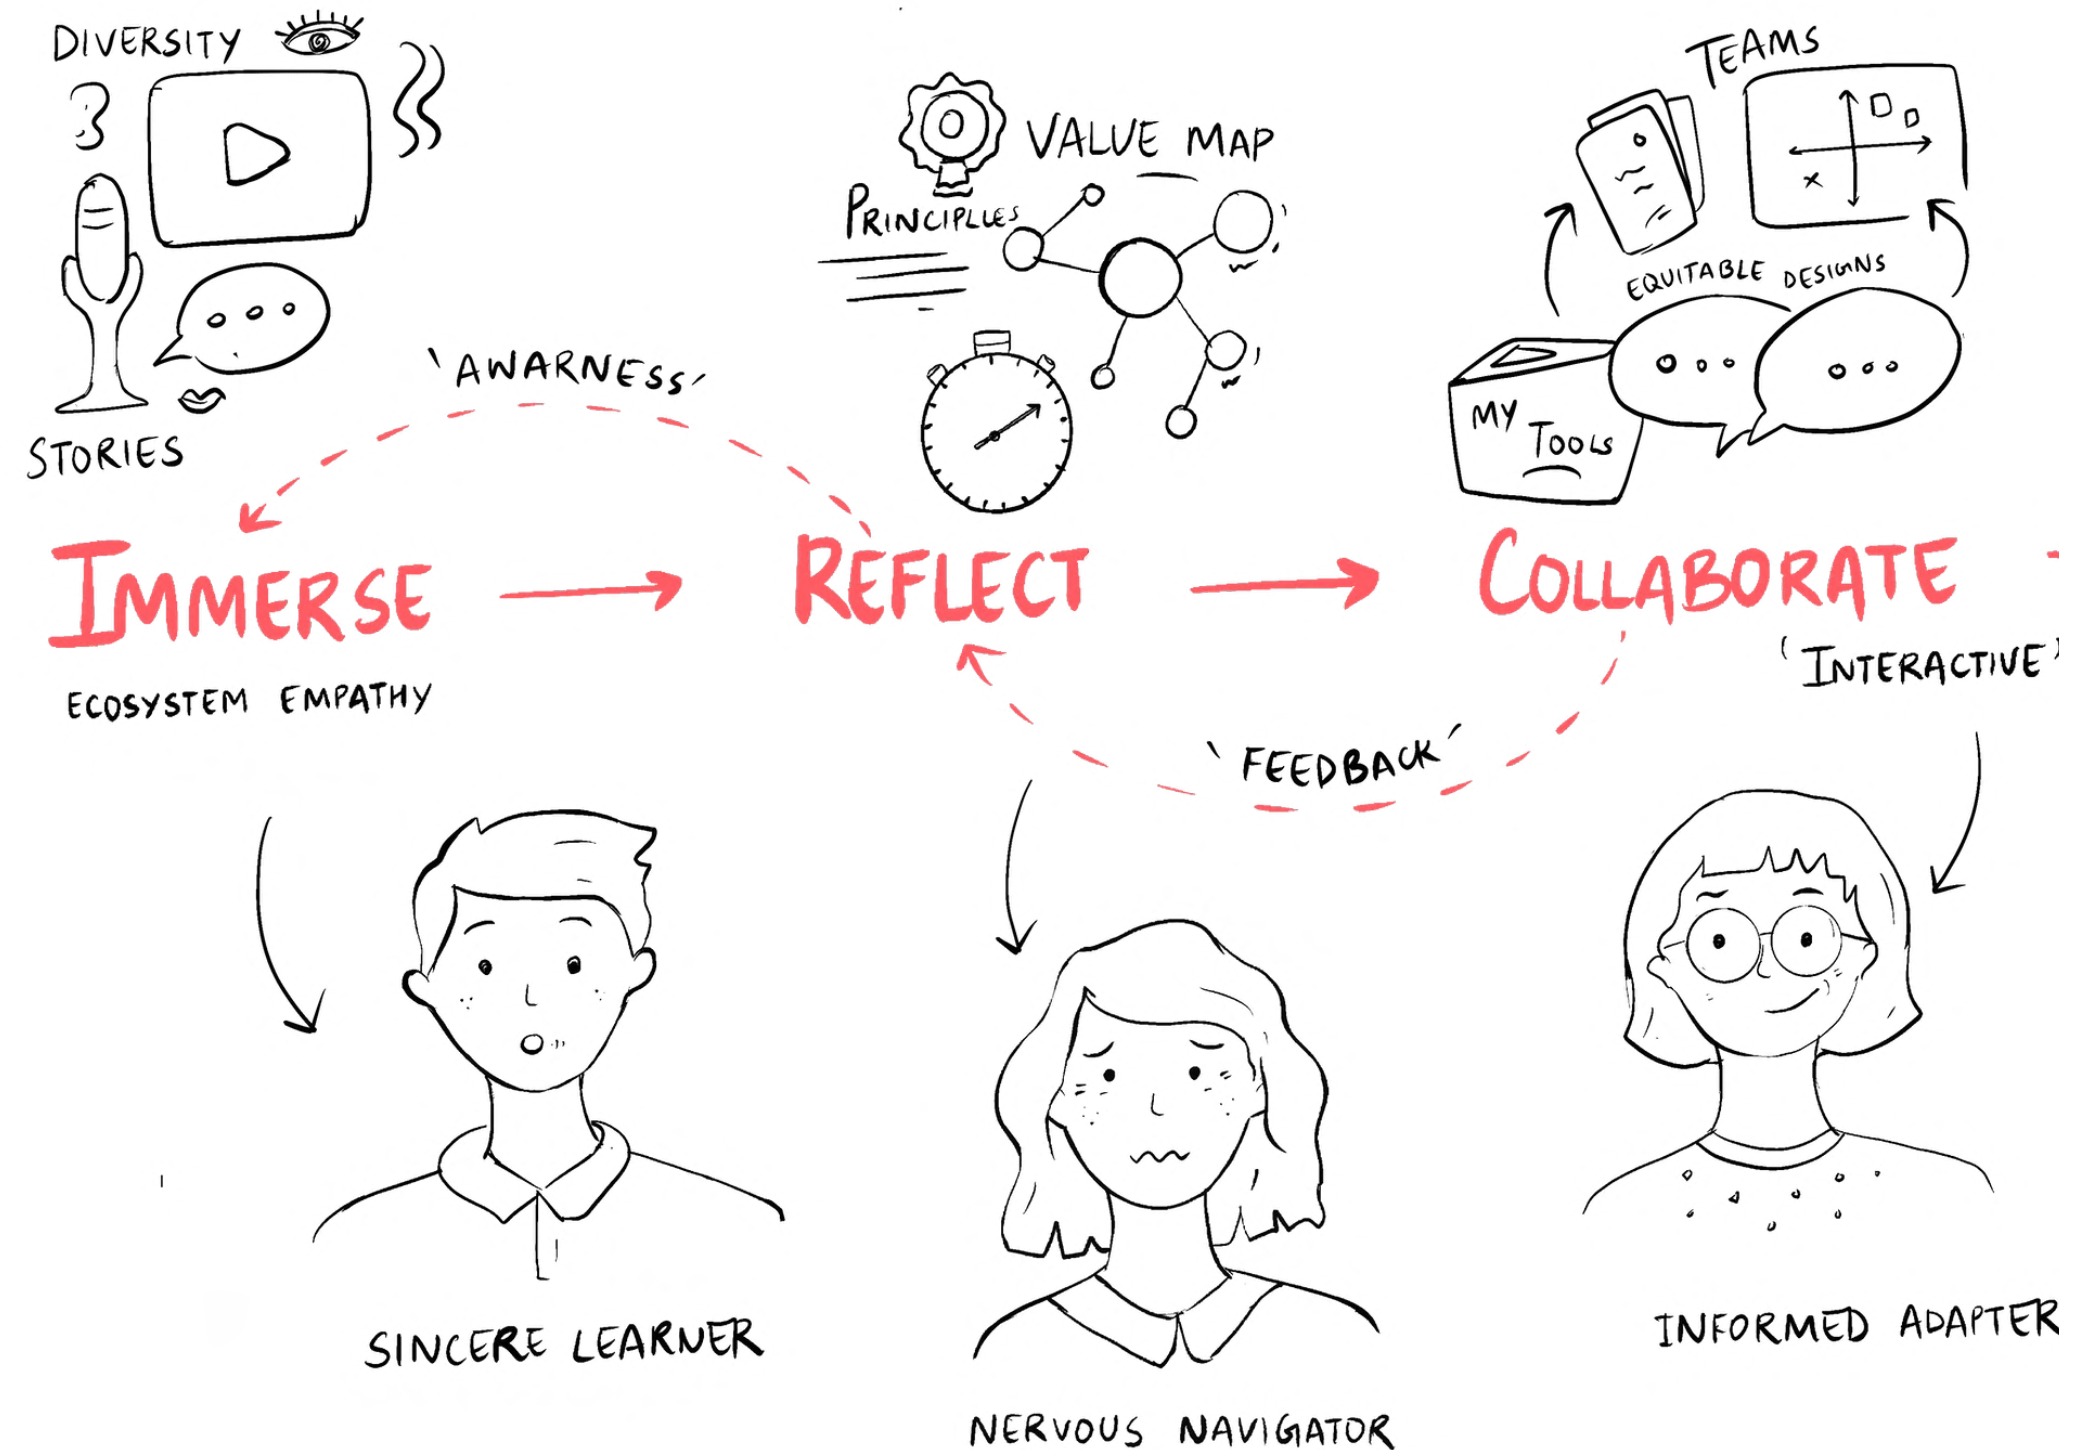 DIVERSITY
STORIES
'AWARNESS'
VALUE MAP
PRINCIPLLES
TEAMS
EQUITABLE DESIGNS
MY
TOOLS
IMMERSE
REFLECT
COLLABORATE
ECOSYSTEM EMPATHY
'INTERACTIVE'
'FEEDBACK'
SINCERE LEARNER
NERVOUS NAVIGATOR
INFORMED ADAPTER